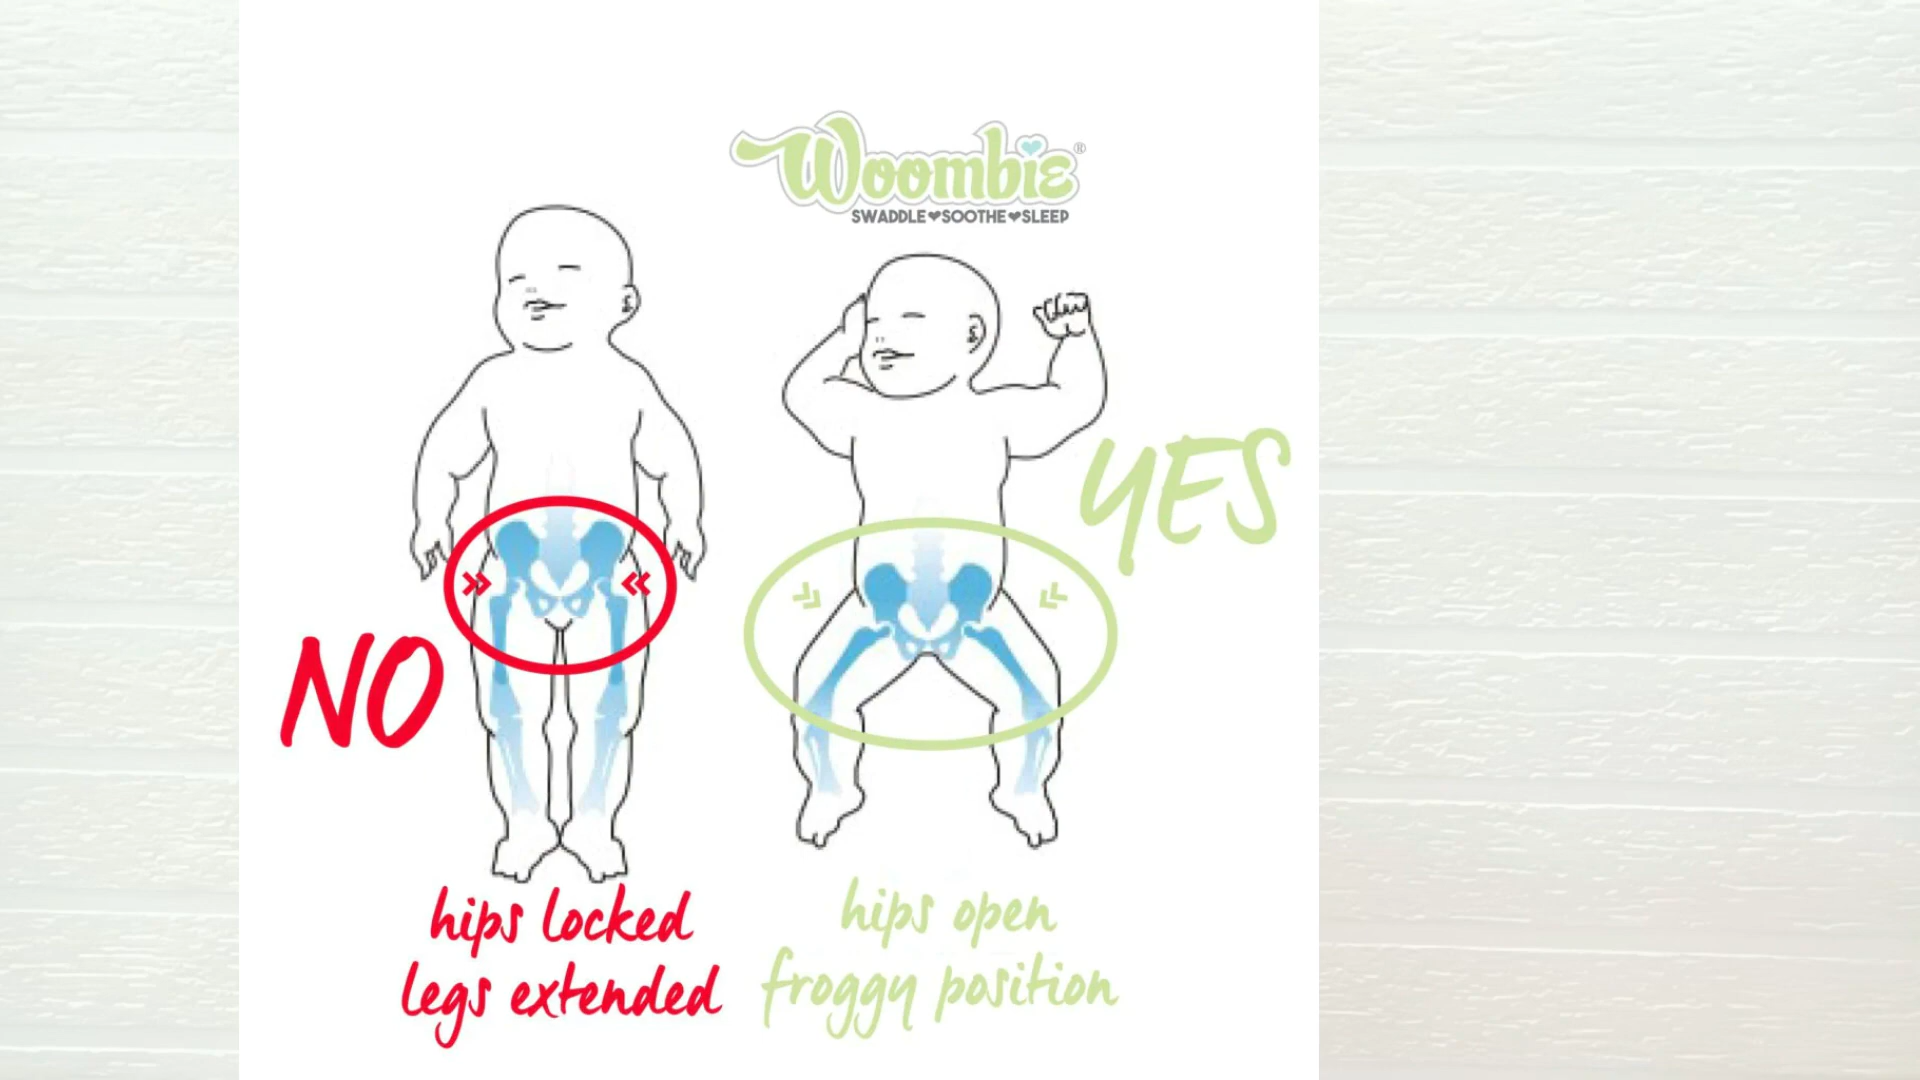 Woombie®
SWADDLE❤SOOTHE❤SLEEP
YES
NO
hips locked
legs extended
hips open
froggy position